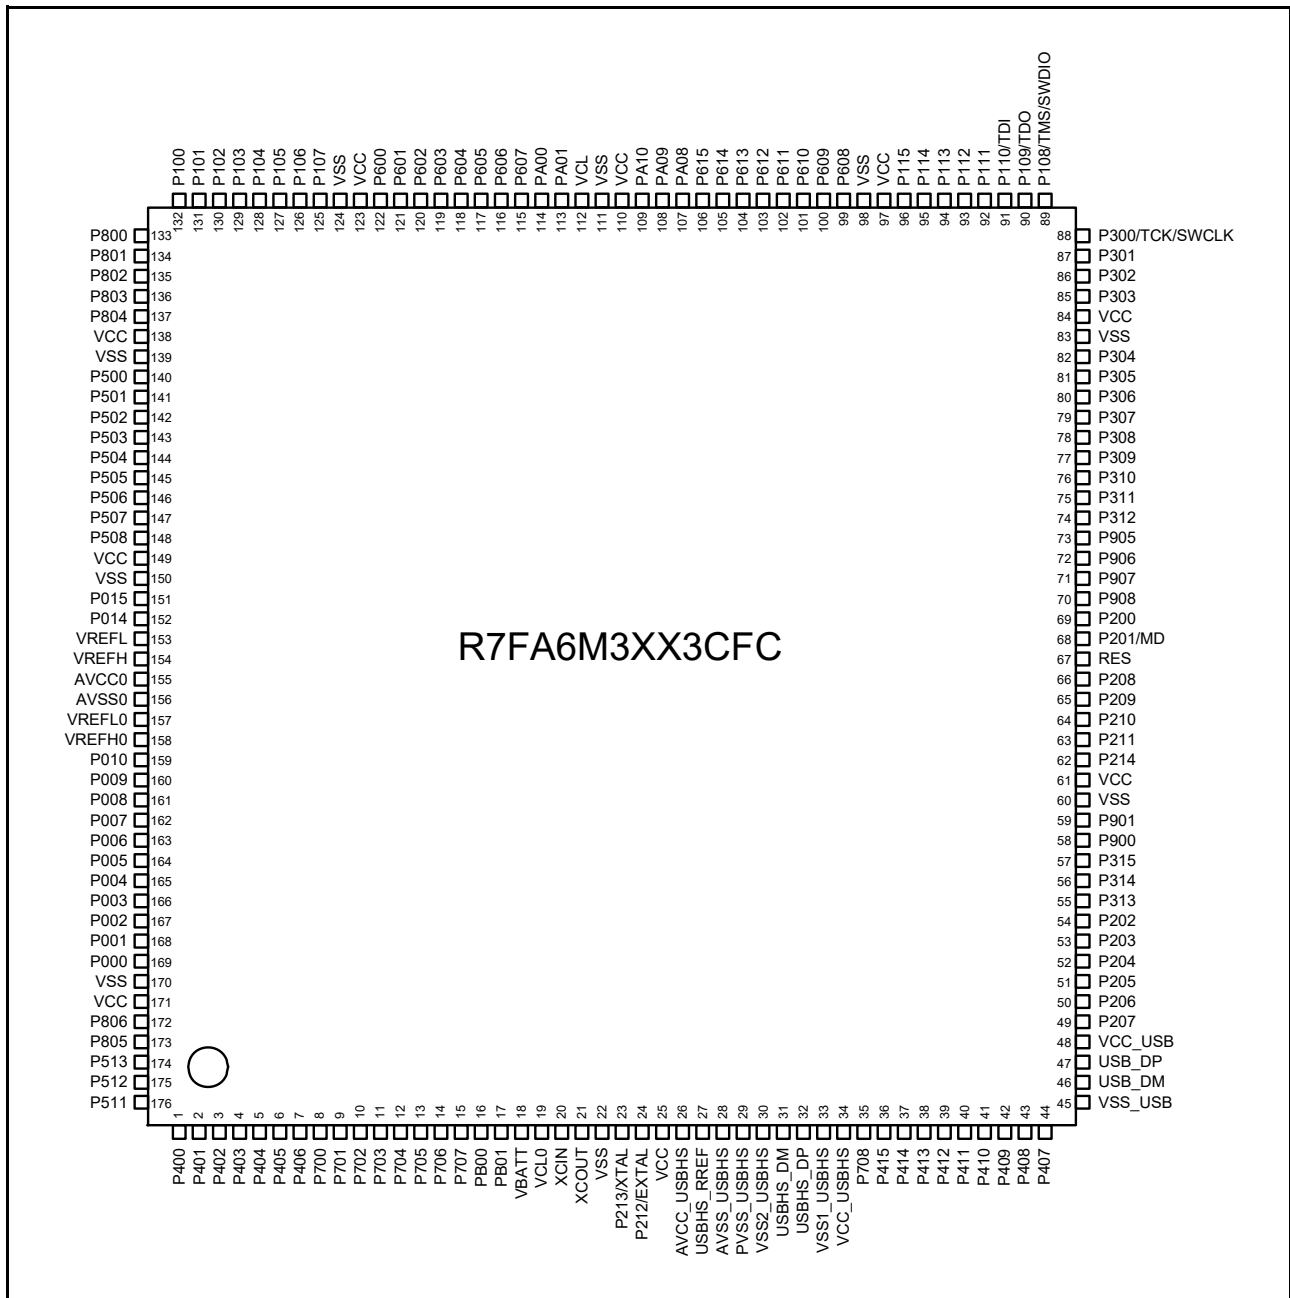 P100 P101 P102 P103 P104 P105 P106 P107 VSS VCC P600 P601 P602 P603 P604 P605 P606 P607 PA00 PA01 VCL VSS VCC PA10 PA09 PA08 P615 P614 P613 P612 P611 P610 P609 P608 VSS VCC P115 P114 P113 P112 P111 P110/TDI P109/TDO P108/TMS/SWDIO
132 131 130 129 128 127 126 125 124 123 122 121 120 119 118 117 116 115 114 113 112 111 110 109 108 107 106 105 104 103 102 101 100 99 98 97 96 95 94 93 92 91 90 89
P800 133
P801 134
P802 135
P803 136
P804 137
VCC 138
VSS 139
P500 140
P501 141
P502 142
P503 143
P504 144
P505 145
P506 146
P507 147
P508 148
VCC 149
VSS 150
P015 151
P014 152
VREFL 153
VREFH 154
AVCC0 155
AVSS0 156
VREFL0 157
VREFH0 158
P010 159
P009 160
P008 161
P007 162
P006 163
P005 164
P004 165
P003 166
P002 167
P001 168
P000 169
VSS 170
VCC 171
P806 172
P805 173
P513 174
P512 175
P511 176
R7FA6M3XX3CFC
88 P300/TCK/SWCLK
87 P301
86 P302
85 P303
84 VCC
83 VSS
82 P304
81 P305
80 P306
79 P307
78 P308
77 P309
76 P310
75 P311
74 P312
73 P905
72 P906
71 P907
70 P908
69 P200
68 P201/MD
67 RES
66 P208
65 P209
64 P210
63 P211
62 P214
61 VCC
60 VSS
59 P901
58 P900
57 P315
56 P314
55 P313
54 P202
53 P203
52 P204
51 P205
50 P206
49 P207
48 VCC_USB
47 USB_DP
46 USB_DM
45 VSS_USB
1 2 3 4 5 6 7 8 9 10 11 12 13 14 15 16 17 18 19 20 21 22 23 24 25 26 27 28 29 30 31 32 33 34 35 36 37 38 39 40 41 42 43 44
P400 P401 P402 P403 P404 P405 P406 P700 P701 P702 P703 P704 P705 P706 P707 PB00 PB01 VBATT VCL0 XCIN XCOUT VSS P213/XTAL P212/EXTAL VCC AVCC_USBHS USBHS_RREF AVSS_USBHS PVSS_USBHS VSS2_USBHS USBHS_DM USBHS_DP VSS1_USBHS VCC_USBHS P708 P415 P414 P413 P412 P411 P410 P409 P408 P407